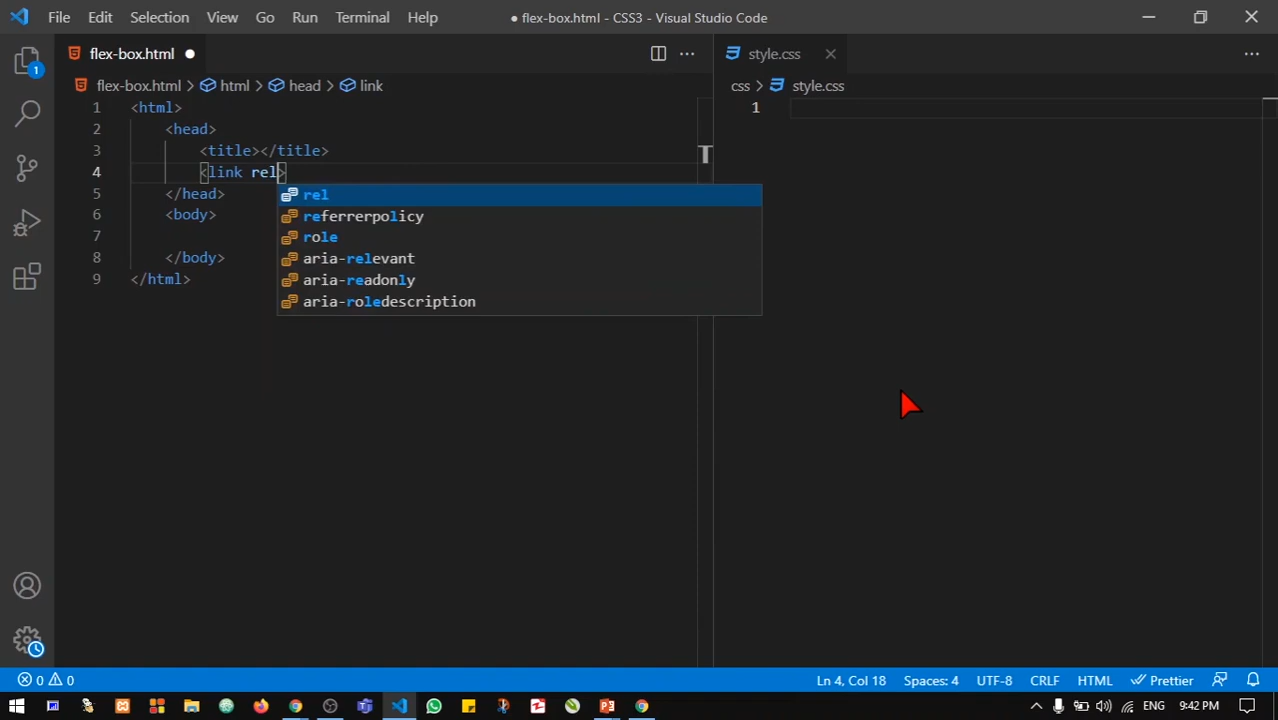 File Edit Selection View Go Run Terminal Help ● flex-box.html - CSS3 - Visual Studio Code
1
flex-box.html ●
style.css
flex-box.html > html > head > link
css > style.css
1 <html>
2 <head>
3 <title></title>
4 <link rel>
5 </head>
6 <body>
7
8 </body>
9 </html>
1
rel
referrerpolicy
role
aria-relevant
aria-readonly
aria-roledescription
0 0
Ln 4, Col 18 Spaces: 4 UTF-8 CRLF HTML Prettier
ENG 9:42 PM